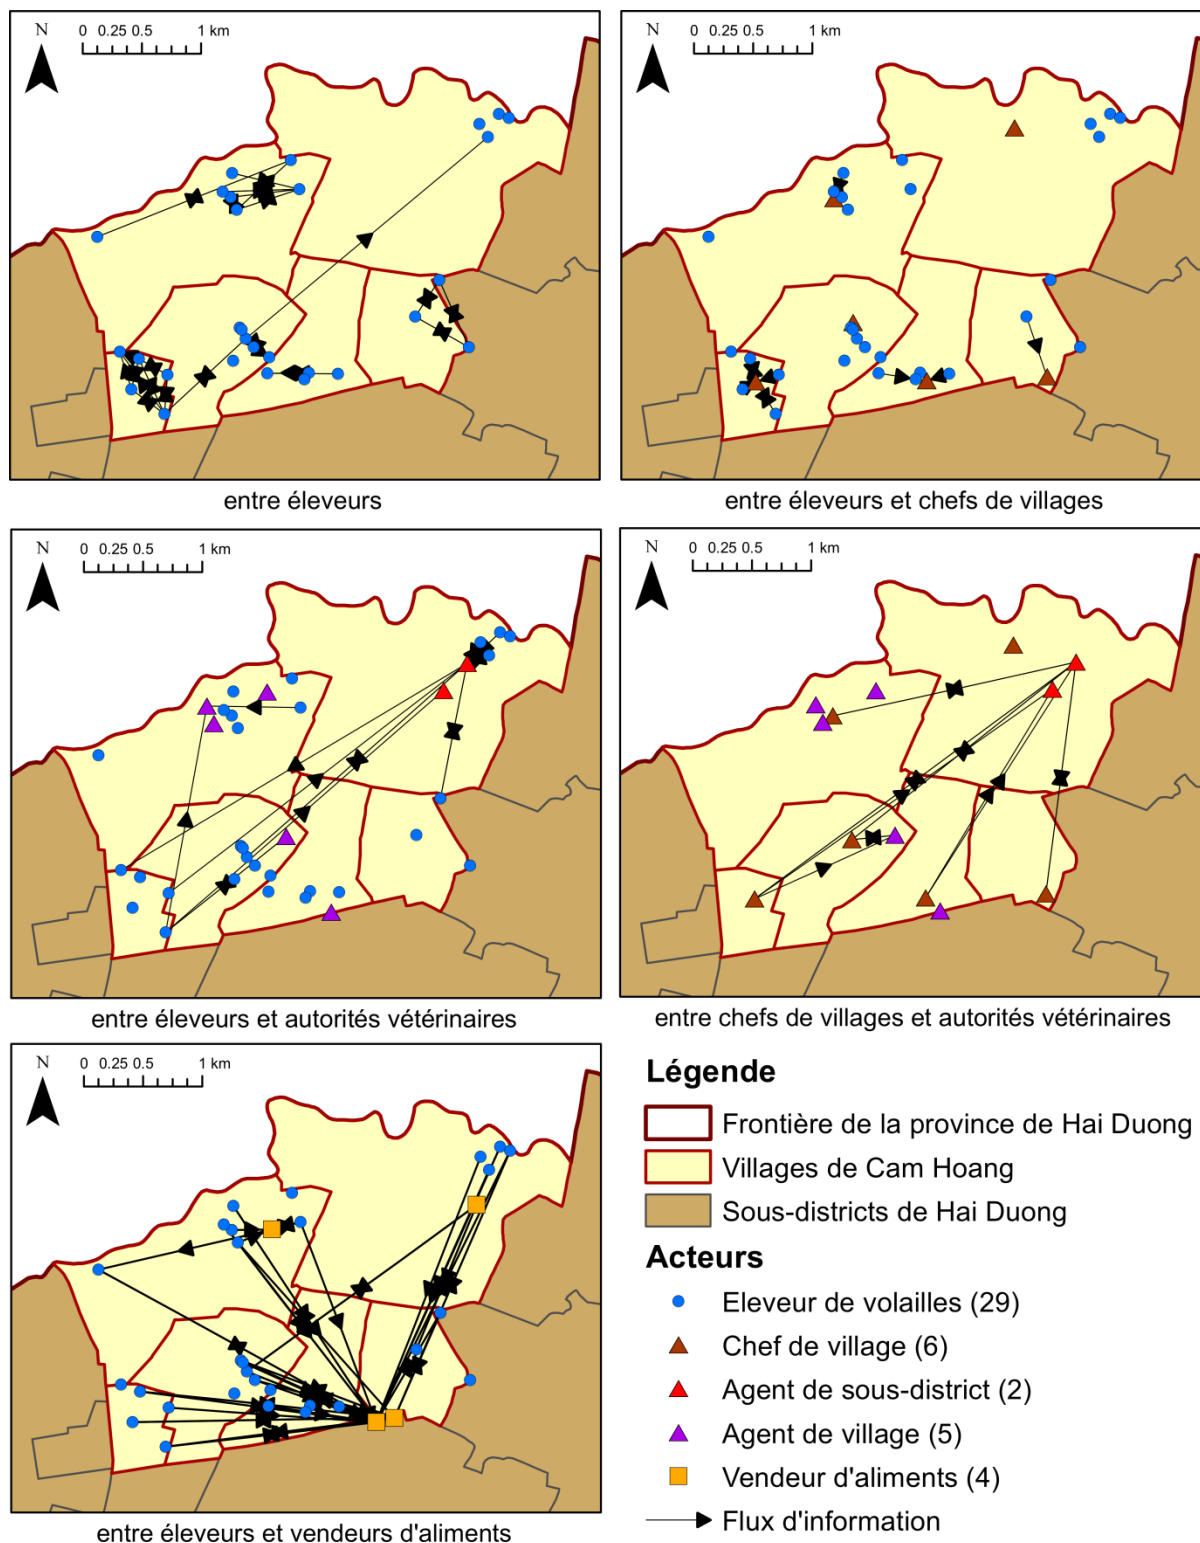 N
0 0.25 0.5 1 km
entre éleveurs
N
0 0.25 0.5 1 km
entre éleveurs et chefs de villages
N
0 0.25 0.5 1 km
entre éleveurs et autorités vétérinaires
N
0 0.25 0.5 1 km
entre chefs de villages et autorités vétérinaires
N
0 0.25 0.5 1 km
entre éleveurs et vendeurs d'aliments
Légende
Frontière de la province de Hai Duong
Villages de Cam Hoang
Sous-districts de Hai Duong
Acteurs
Eleveur de volailles (29)
Chef de village (6)
Agent de sous-district (2)
Agent de village (5)
Vendeur d'aliments (4)
Flux d'information